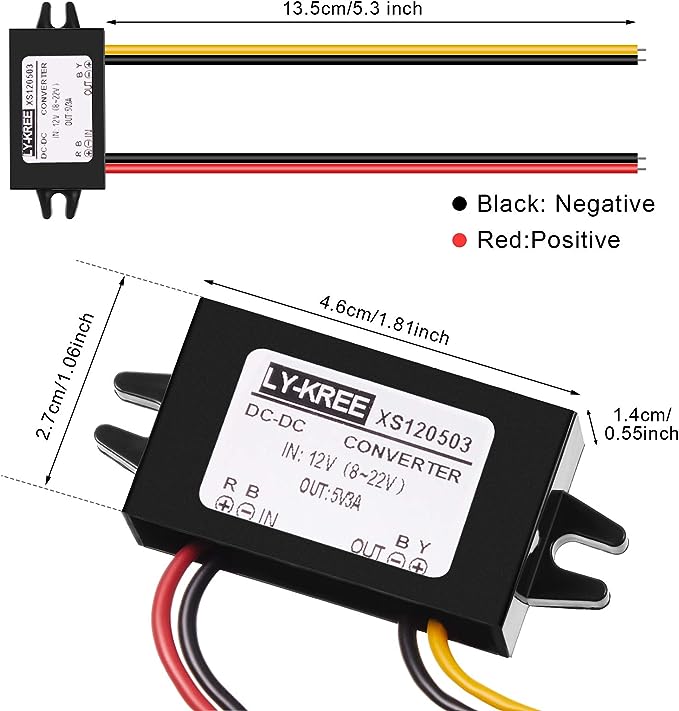 13.5cm/5.3 inch
LY-KREE XS120503
DC-DC CONVERTER
IN: 12V (8~22V)
OUT:5V3A
R B B Y
⊕⊖IN OUT⊖⊕
Black: Negative
Red:Positive
4.6cm/1.81inch
2.7cm/1.06inch
1.4cm/
0.55inch
LY-KREE XS120503
DC-DC CONVERTER
IN: 12V (8~22V)
OUT:5V3A
R B
⊕⊖IN
B Y
OUT⊖⊕